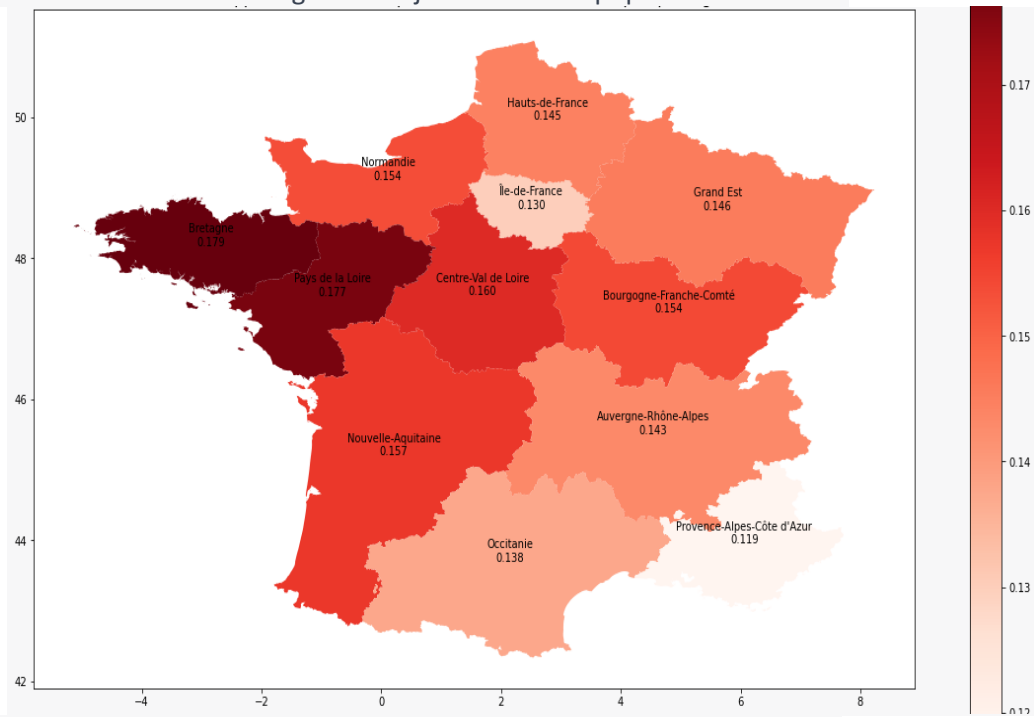 50
48
46
44
42
Hauts-de-France
0.145
Normandie
0.154
Île-de-France
0.130
Grand Est
0.146
Bretagne
0.179
Pays de la Loire
0.177
Centre-Val de Loire
0.160
Bourgogne-Franche-Comté
0.154
Auvergne-Rhône-Alpes
0.143
Nouvelle-Aquitaine
0.157
Provence-Alpes-Côte d'Azur
0.119
Occitanie
0.138
−4 −2 0 2 4 6 8
0.17
0.16
0.15
0.14
0.13
0.12